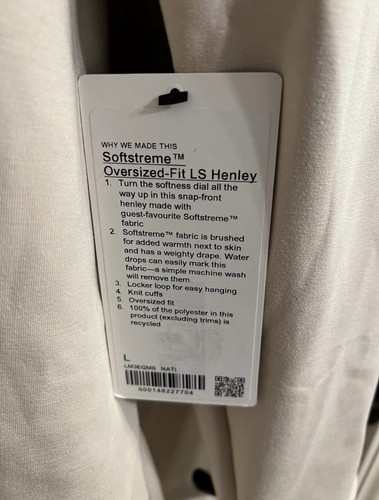 WHY WE MADE THIS
Softstreme™
Oversized-Fit LS Henley
1. Turn the softness dial all the
way up in this snap-front
henley made with
guest-favourite Softstreme™
fabric
2. Softstreme™ fabric is brushed
for added warmth next to skin
and has a weighty drape. Water
drops can easily mark this
fabric—a simple machine wash
will remove them
3. Locker loop for easy hanging
4. Knit cuffs
5. Oversized fit
6. 100% of the polyester in this
product (excluding trims) is
recycled
L
LM3EQMS NATI
000148227704